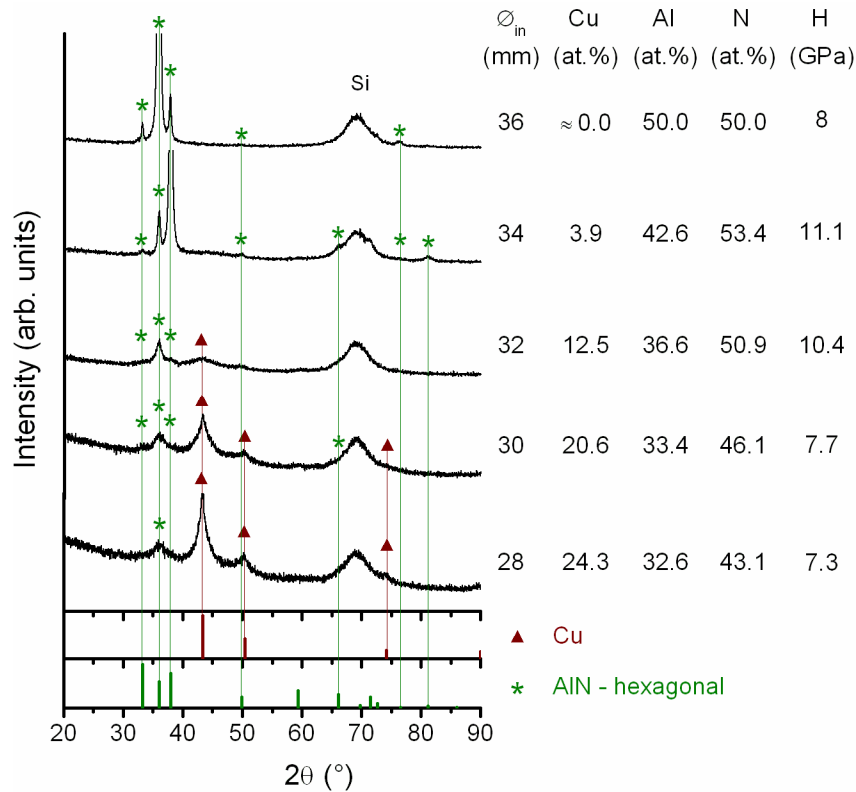 ∅in Cu Al N H
(mm) (at.%) (at.%) (at.%) (GPa)
Si
36 ≈ 0.0 50.0 50.0 8
34 3.9 42.6 53.4 11.1
32 12.5 36.6 50.9 10.4
30 20.6 33.4 46.1 7.7
28 24.3 32.6 43.1 7.3
Intensity (arb. units)
▲ Cu
* AlN - hexagonal
20 30 40 50 60 70 80 90
2θ (°)